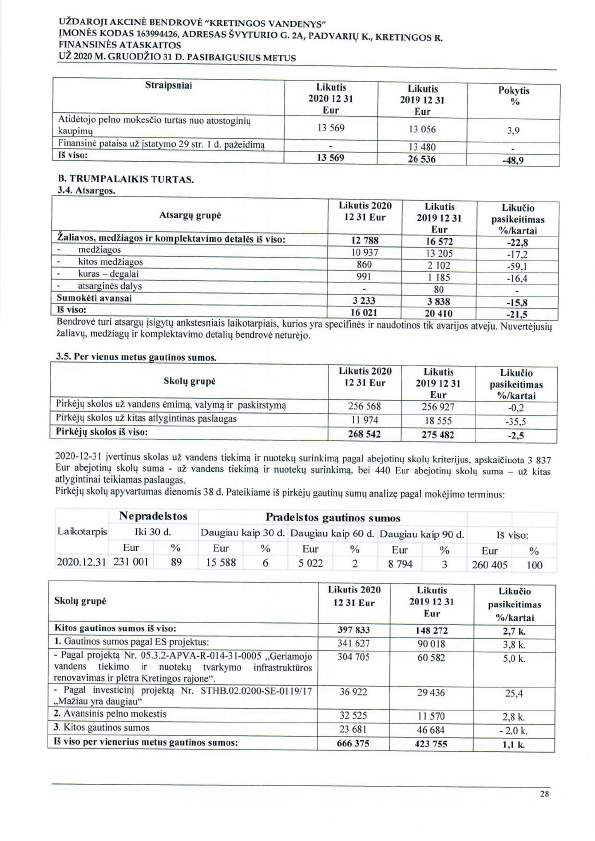 UŽDAROJI AKCINĖ BENDROVĖ "KRETINGOS VANDENYS"
ĮMONĖS KODAS 163994426, ADRESAS ŠVYTURIO G. 2A, PADVARIŲ K., KRETINGOS R.
FINANSINĖS ATASKAITOS
UŽ 2020 M. GRUODŽIO 31 D. PASIBAIGUSIUS METUS
Straipsniai Likutis 2020 12 31 Eur Likutis 2019 12 31 Eur Pokytis %
Atidėtojo pelno mokesčio turtas nuo atostoginių kaupimų 13 569 13 056 3,9
Finansinė pataisa už įstatymo 29 str. 1 d. pažeidimą - 13 480 -
Iš viso: 13 569 26 536 -48,9
B. TRUMPALAIKIS TURTAS.
3.4. Atsargos.
Atsargų grupė Likutis 2020 12 31 Eur Likutis 2019 12 31 Eur Likučio pasikeitimas %/kartai
Žaliavos, medžiagos ir komplektavimo detalės iš viso: 12 788 16 572 -22,8
- medžiagos 10 937 13 205 -17,2
- kitos medžiagos 860 2 102 -59,1
- kuras – degalai 991 1 185 -16,4
- atsarginės dalys - 80 -
Sumokėti avansai 3 233 3 838 -15,8
Iš viso: 16 021 20 410 -21,5
Bendrovė turi atsargų įsigytų ankstesniais laikotarpiais, kurios yra specifinės ir naudotinos tik avarijos atveju. Nuvertėjusių
žaliavų, medžiagų ir komplektavimo detalių bendrovė neturėjo.
3.5. Per vienus metus gautinos sumos.
Skolų grupė Likutis 2020 12 31 Eur Likutis 2019 12 31 Eur Likučio pasikeitimas %/kartai
Pirkėjų skolos už vandens ėmimą, valymą ir paskirstymą 256 568 256 927 -0,2
Pirkėjų skolos už kitas atlygintinas paslaugas 11 974 18 555 -35,5
Pirkėjų skolos iš viso: 268 542 275 482 -2,5
2020-12-31 įvertinus skolas už vandens tiekimą ir nuotekų surinkimą pagal abejotinų skolų kriterijus, apskaičiuota 3 837
Eur abejotinų skolų suma - už vandens tiekimą ir nuotekų surinkimą, bei 440 Eur abejotinų skolų suma – už kitas
atlygintinai teikiamas paslaugas.
Pirkėjų skolų apyvartumas dienomis 38 d. Pateikiame iš pirkėjų gautinų sumų analizę pagal mokėjimo terminus:
Nepradelstos Pradelstos gautinos sumos
Laikotarpis Iki 30 d. Daugiau kaip 30 d. Daugiau kaip 60 d. Daugiau kaip 90 d. Iš viso:
Eur % Eur % Eur % Eur % Eur %
2020.12.31 231 001 89 15 588 6 5 022 2 8 794 3 260 405 100
Skolų grupė Likutis 2020 12 31 Eur Likutis 2019 12 31 Eur Likučio pasikeitimas %/kartai
Kitos gautinos sumos iš viso: 397 833 148 272 2,7 k.
1. Gautinos sumos pagal ES projektus: 341 627 90 018 3,8 k.
- Pagal projektą Nr. 05.3.2-APVA-R-014-31-0005 „Geriamojo 304 705 60 582 5,0 k.
vandens tiekimo ir nuotekų tvarkymo infrastruktūros
renovavimas ir plėtra Kretingos rajone“.
- Pagal investicinį projektą Nr. STHB.02.0200-SE-0119/17 36 922 29 436 25,4
„Mažiau yra daugiau“
2. Avansinis pelno mokestis 32 525 11 570 2,8 k.
3. Kitos gautinos sumos 23 681 46 684 - 2,0 k.
Iš viso per vienerius metus gautinos sumos: 666 375 423 755 1,1 k.
28